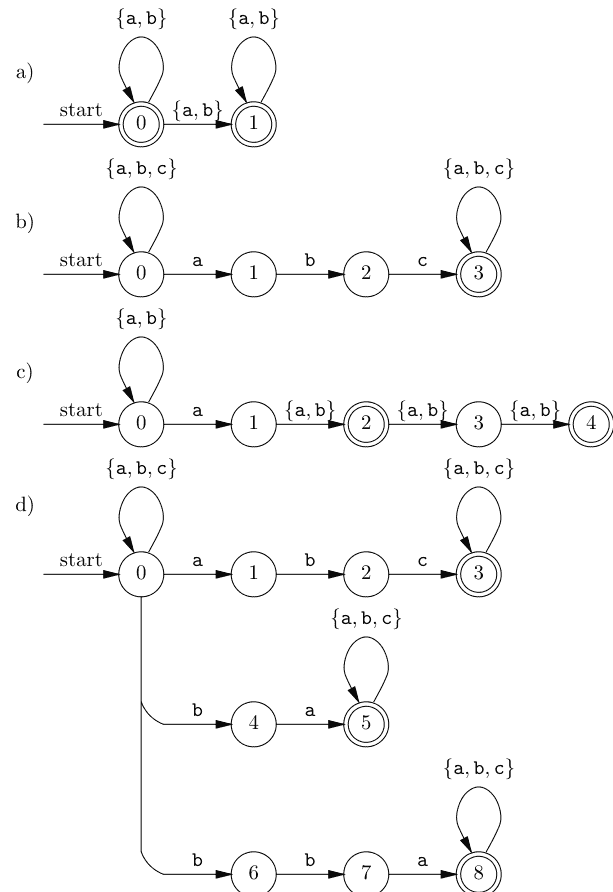 {a, b} {a, b}
a)
start 0 {a, b} 1
{a, b, c} {a, b, c}
b)
start 0 a 1 b 2 c 3
{a, b}
c)
start 0 a 1 {a, b} 2 {a, b} 3 {a, b} 4
{a, b, c} {a, b, c}
d)
start 0 a 1 b 2 c 3
{a, b, c}
b 4 a 5
{a, b, c}
b 6 b 7 a 8